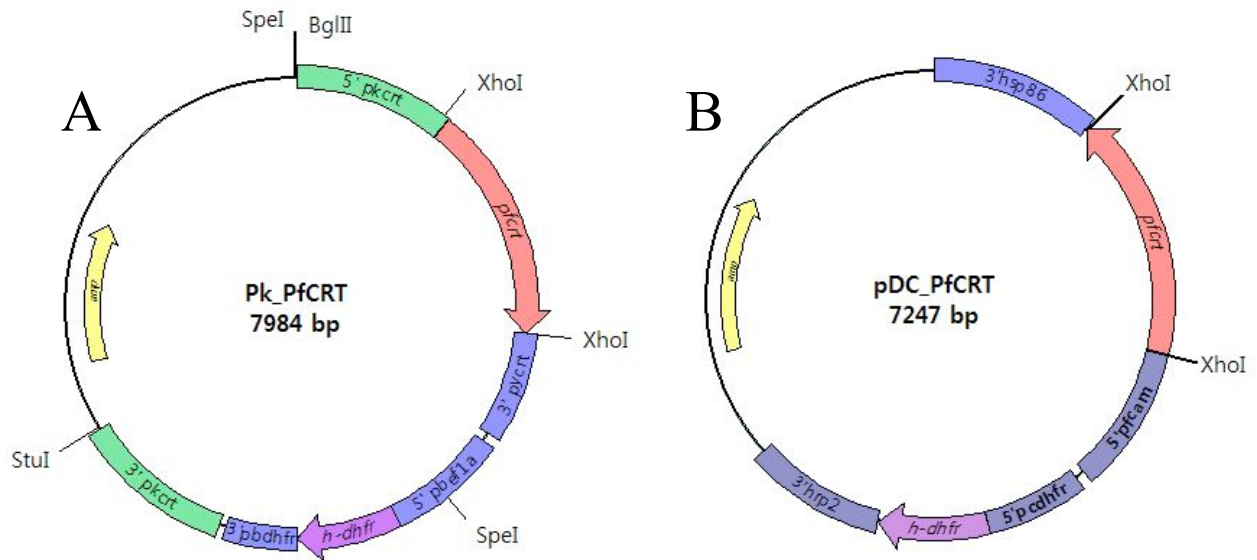 A
SpeI
BglII
5' pkcrt
XhoI
pfcrt
XhoI
3' pycrt
5' pbef1a
SpeI
h-dhfr
3'pbdhfr
3' pkcrt
StuI
Pk_PfCRT
7984 bp
B
3'hsp86
XhoI
pfcrt
XhoI
5'pfcam
5'pcdhfr
h-dhfr
3'hrp2
pDC_PfCRT
7247 bp